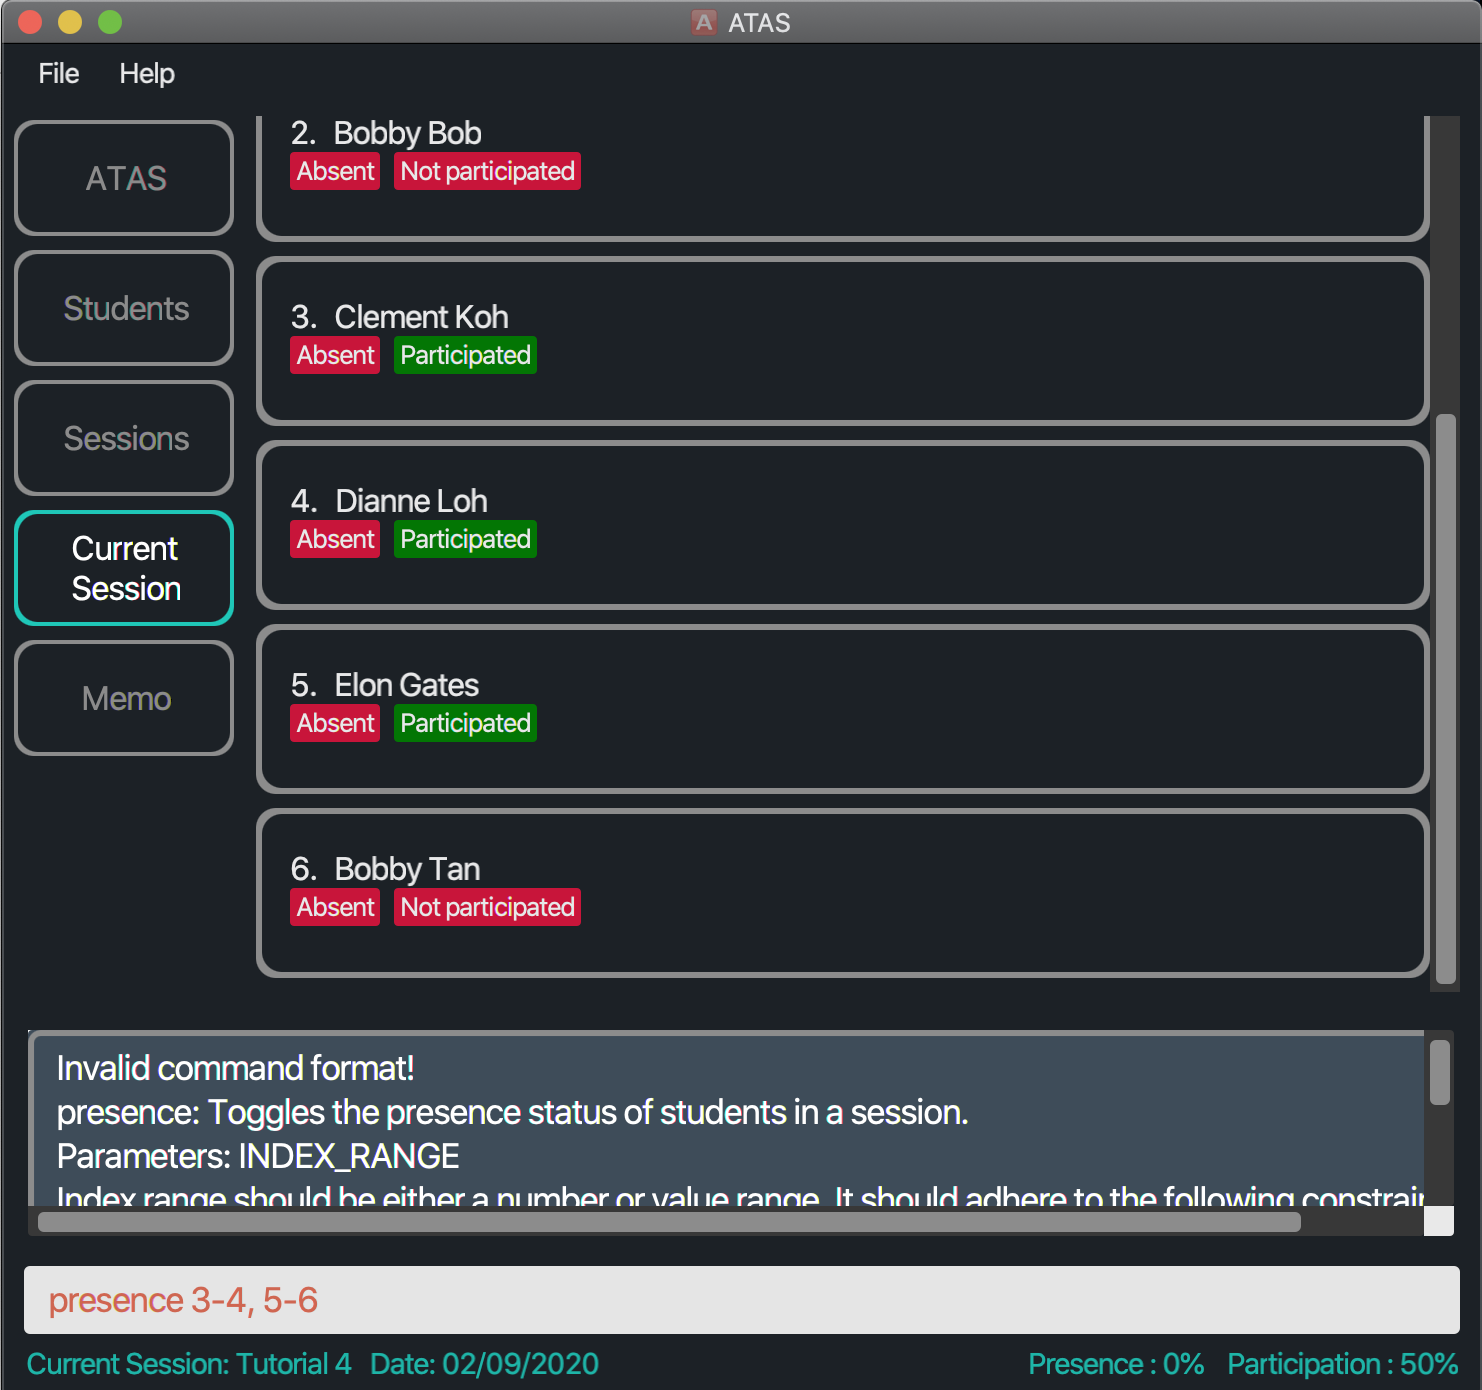 A ATAS
File Help
ATAS
Students
Sessions
Current
Session
Memo
2. Bobby Bob
Absent Not participated
3. Clement Koh
Absent Participated
4. Dianne Loh
Absent Participated
5. Elon Gates
Absent Participated
6. Bobby Tan
Absent Not participated
Invalid command format!
presence: Toggles the presence status of students in a session.
Parameters: INDEX_RANGE
Index range should be either a number or value range. It should adhere to the following
presence 3-4, 5-6
Current Session: Tutorial 4 Date: 02/09/2020 Presence : 0% Participation : 50%